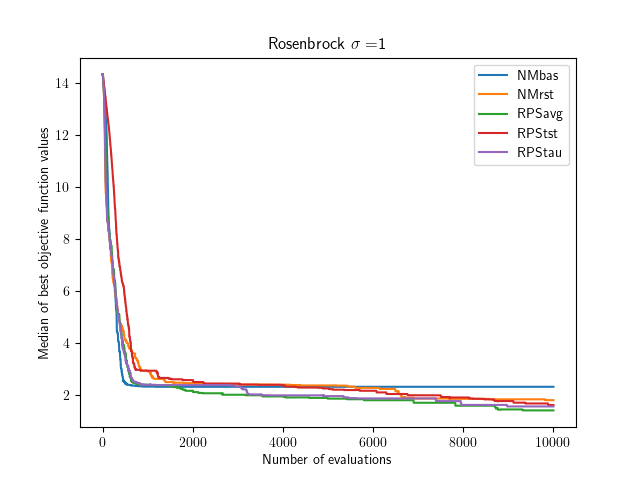 Rosenbrock σ =1
Median of best objective function values
14
12
10
8
6
4
2
NMbas
NMrst
RPSavg
RPStst
RPStau
0 2000 4000 6000 8000 10000
Number of evaluations